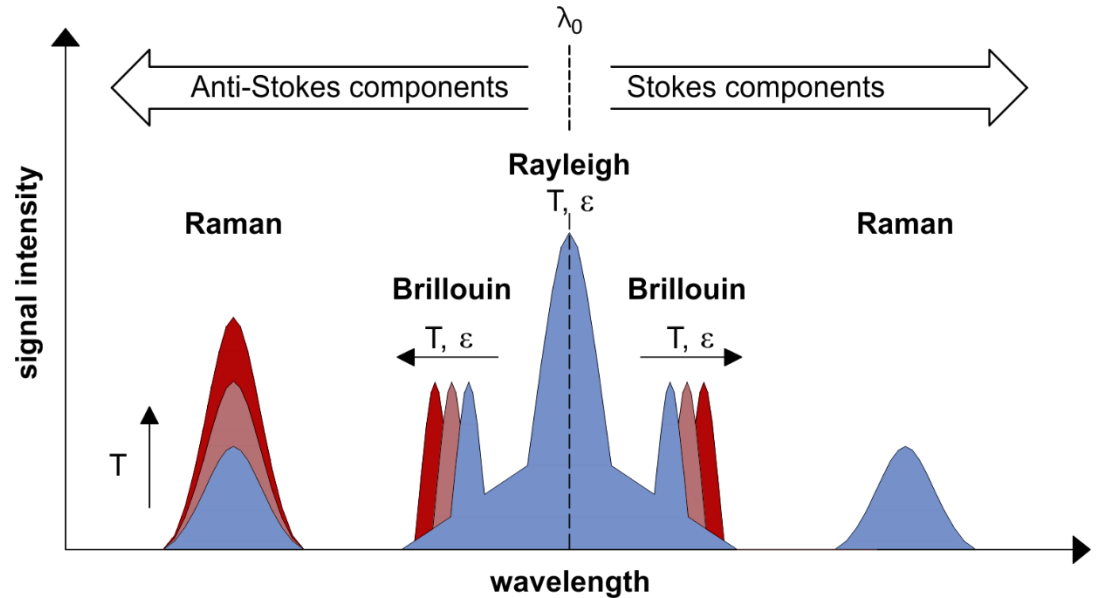 λ₀
Anti-Stokes components
Stokes components
Rayleigh
T, ε
Raman
Raman
Brillouin
Brillouin
T, ε
T, ε
T
signal intensity
wavelength